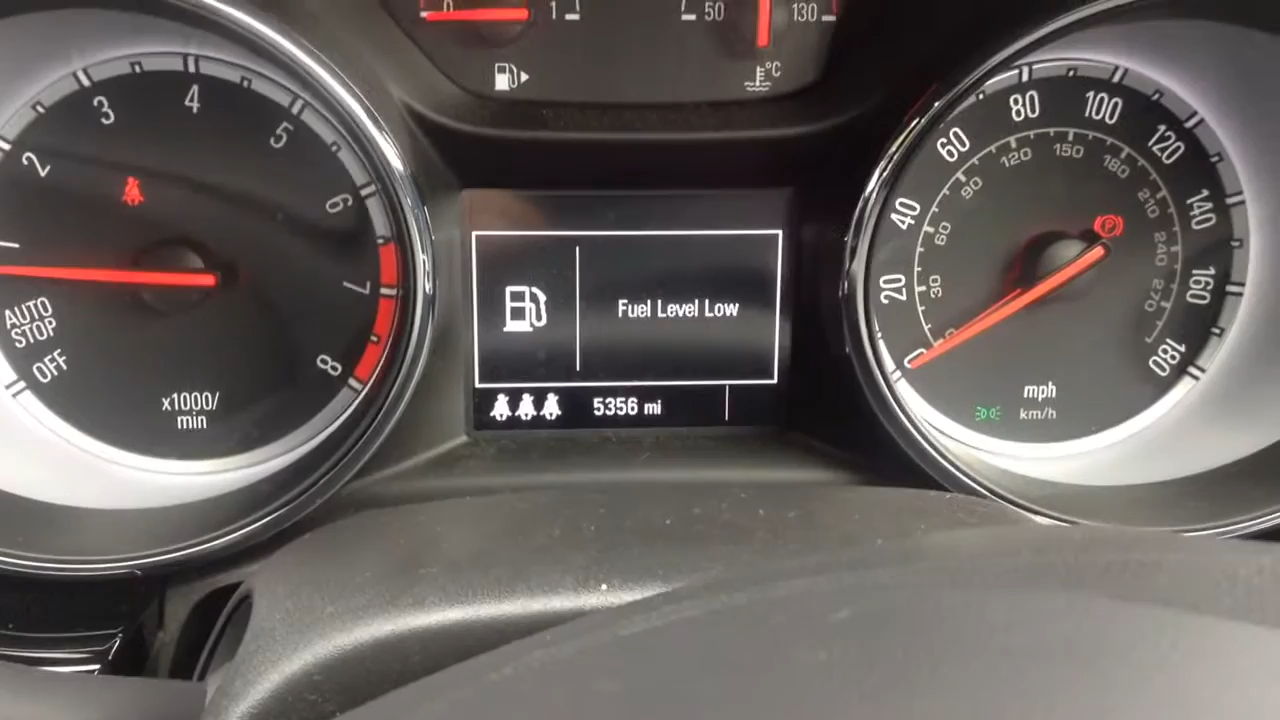 0 1
50 130
°C
2 3 4 5 6 7 8
AUTO
STOP
OFF
x1000/
min
Fuel Level Low
5356 mi
0 20 40 60 80 100 120 140 160 180
0 30 60 90 120 150 180 210 240 270
P
mph
km/h